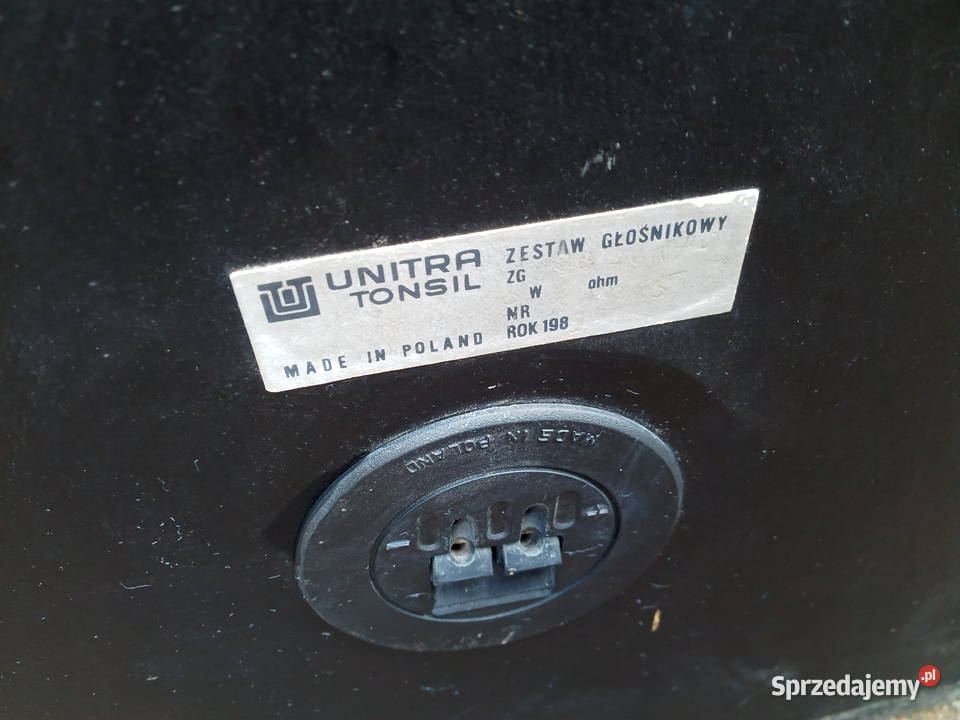 UNITRA
TONSIL
MADE IN POLAND
ZESTAW GŁOŚNIKOWY
ZG
W ohm
NR
ROK 198
MADE IN POLAND
- +
Sprzedajemy.pl